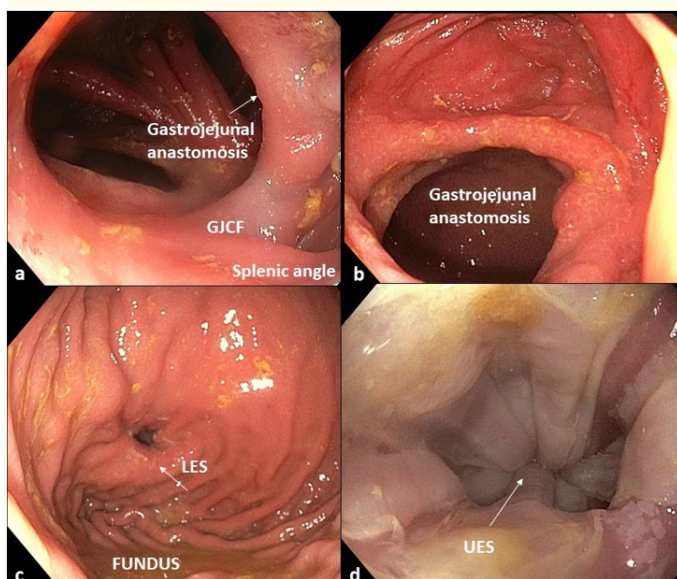 Gastrojejunal
anastomosis
GJCF
Splenic angle
a
Gastrojejunal
anastomosis
b
LES
FUNDUS
c
UES
d